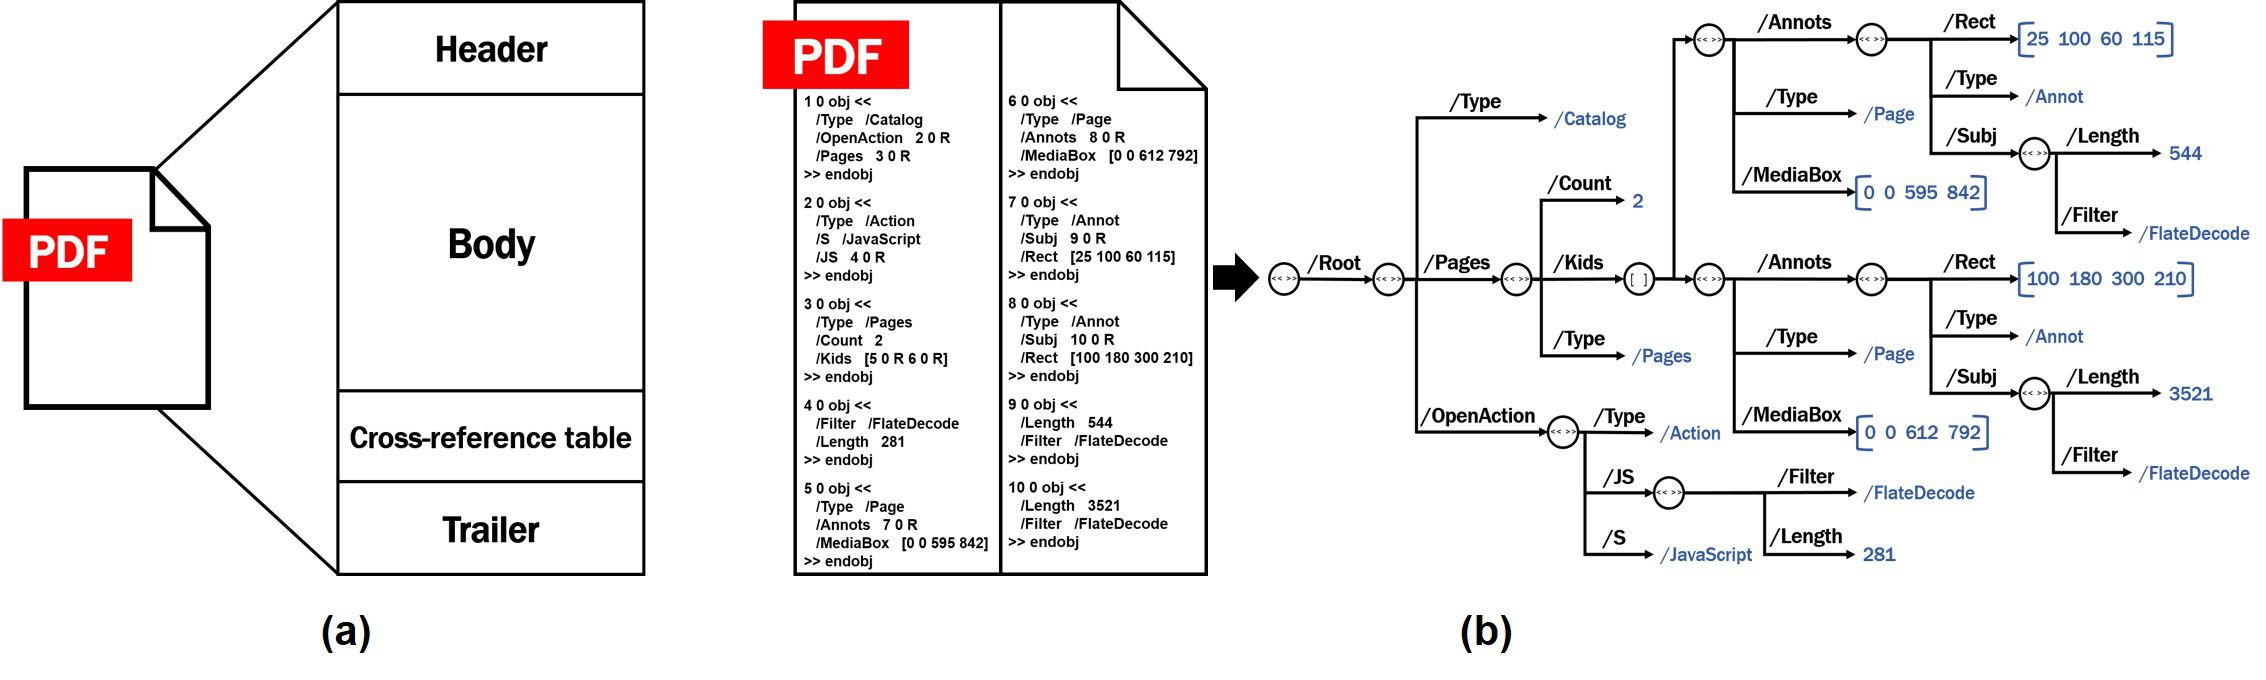 Header
Body
Cross-reference table
Trailer
PDF
(a)
PDF
1 0 obj <<
/Type /Catalog
/OpenAction 2 0 R
/Pages 3 0 R
>> endobj
2 0 obj <<
/Type /Action
/S /JavaScript
/JS 4 0 R
>> endobj
3 0 obj <<
/Type /Pages
/Count 2
/Kids [5 0 R 6 0 R]
>> endobj
4 0 obj <<
/Filter /FlateDecode
/Length 281
>> endobj
5 0 obj <<
/Type /Page
/Annots 7 0 R
/MediaBox [0 0 595 842]
>> endobj
6 0 obj <<
/Type /Page
/Annots 8 0 R
/MediaBox [0 0 612 792]
>> endobj
7 0 obj <<
/Type /Annot
/Subj 9 0 R
/Rect [25 100 60 115]
>> endobj
8 0 obj <<
/Type /Annot
/Subj 10 0 R
/Rect [100 180 300 210]
>> endobj
9 0 obj <<
/Length 544
/Filter /FlateDecode
>> endobj
10 0 obj <<
/Length 3521
/Filter /FlateDecode
>> endobj
<< >>
/Root
<< >>
/Type
/Catalog
/Pages
<< >>
/Count
2
/Kids
[ ]
/Type
/Pages
<< >>
/Annots
<< >>
/Rect
[25 100 60 115]
/Type
/Annot
/Subj
<< >>
/Length
544
/Filter
/FlateDecode
/Type
/Page
/MediaBox
[0 0 595 842]
<< >>
/Annots
<< >>
/Rect
[100 180 300 210]
/Type
/Annot
/Subj
<< >>
/Length
3521
/Filter
/FlateDecode
/Type
/Page
/MediaBox
[0 0 612 792]
/OpenAction
<< >>
/Type
/Action
/JS
<< >>
/Filter
/FlateDecode
/Length
281
/S
/JavaScript
(b)